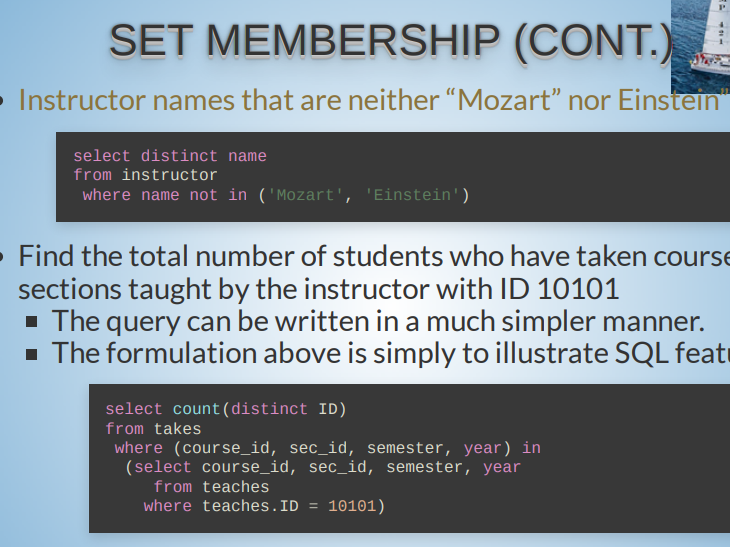 SET MEMBERSHIP (CONT.)
Instructor names that are neither “Mozart” nor Einstein”
select distinct name
from instructor
where name not in ('Mozart', 'Einstein')
Find the total number of students who have taken course
sections taught by the instructor with ID 10101
The query can be written in a much simpler manner.
The formulation above is simply to illustrate SQL featu
select count(distinct ID)
from takes
where (course_id, sec_id, semester, year) in
(select course_id, sec_id, semester, year
from teaches
where teaches.ID = 10101)